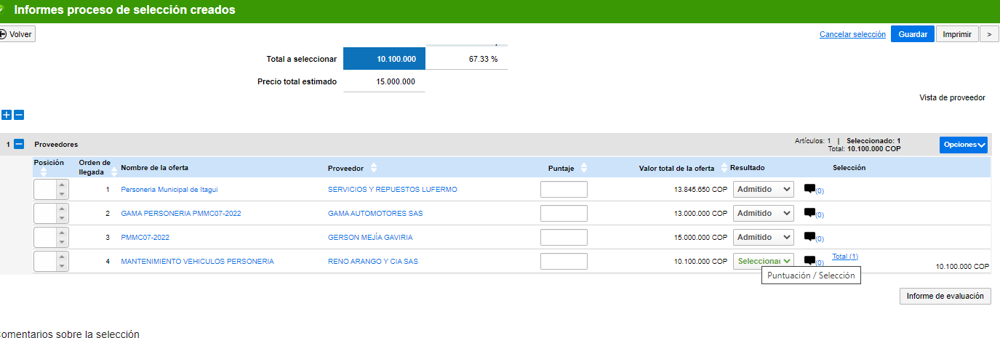 Informes proceso de selección creados
Volver
Cancelar selección Guardar Imprimir >
Total a seleccionar 10.100.000 67.33 %
Precio total estimado 15.000.000
Vista de proveedor
1 Proveedores Artículos: 1 | Seleccionado: 1
Total: 10.100.000 COP Opciones
Posición Orden de llegada Nombre de la oferta Proveedor Puntaje Valor total de la oferta Resultado Selección
1 Personeria Municipal de Itagui SERVICIOS Y REPUESTOS LUFERMO 13.845.650 COP Admitido (0)
2 GAMA PERSONERIA PMMC07-2022 GAMA AUTOMOTORES SAS 13.000.000 COP Admitido (0)
3 PMMC07-2022 GERSON MEJÍA GAVIRIA 15.000.000 COP Admitido (0)
4 MANTENIMIENTO VEHICULOS PERSONERIA RENO ARANGO Y CIA SAS 10.100.000 COP Seleccionac (0) Total (1) 10.100.000 COP
Puntuación / Selección
Informe de evaluación
omentarios sobre la selección